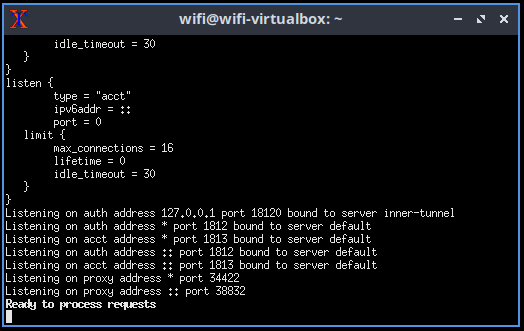 wifi@wifi-virtualbox: ~
idle_timeout = 30
}
}
listen {
type = "acct"
ipv6addr = ::
port = 0
limit {
max_connections = 16
lifetime = 0
idle_timeout = 30
}
}
Listening on auth address 127.0.0.1 port 18120 bound to server inner-tunnel
Listening on auth address * port 1812 bound to server default
Listening on acct address * port 1813 bound to server default
Listening on auth address :: port 1812 bound to server default
Listening on acct address :: port 1813 bound to server default
Listening on proxy address * port 34422
Listening on proxy address :: port 38832
Ready to process requests